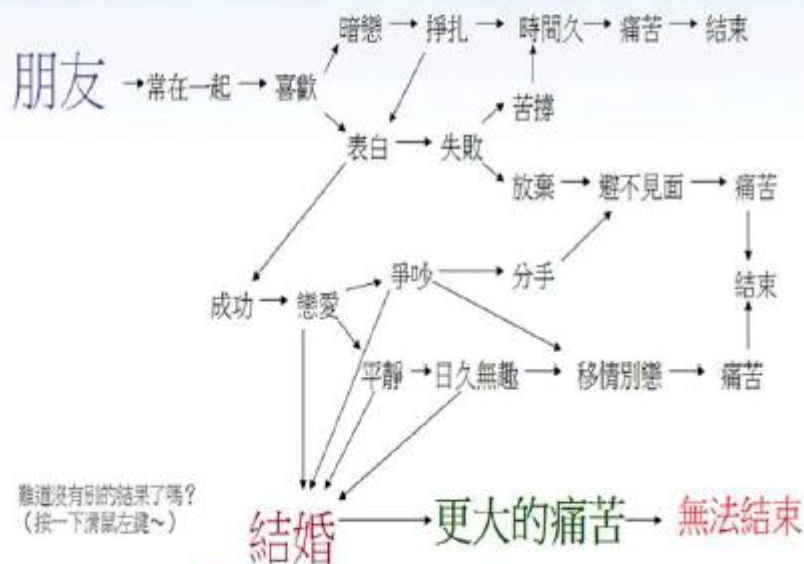 暗戀 掙扎 時間久 痛苦 结束
朋友 常在一起 喜歡
苦撐
表白 失敗
放棄 避不見面 痛苦
爭吵 分手
结束
成功 戀愛
平靜 日久無趣 移情別戀 痛苦
難道沒有別的結果了嗎?
(按一下滑鼠左鍵~)
結婚 更大的痛苦 無法結束